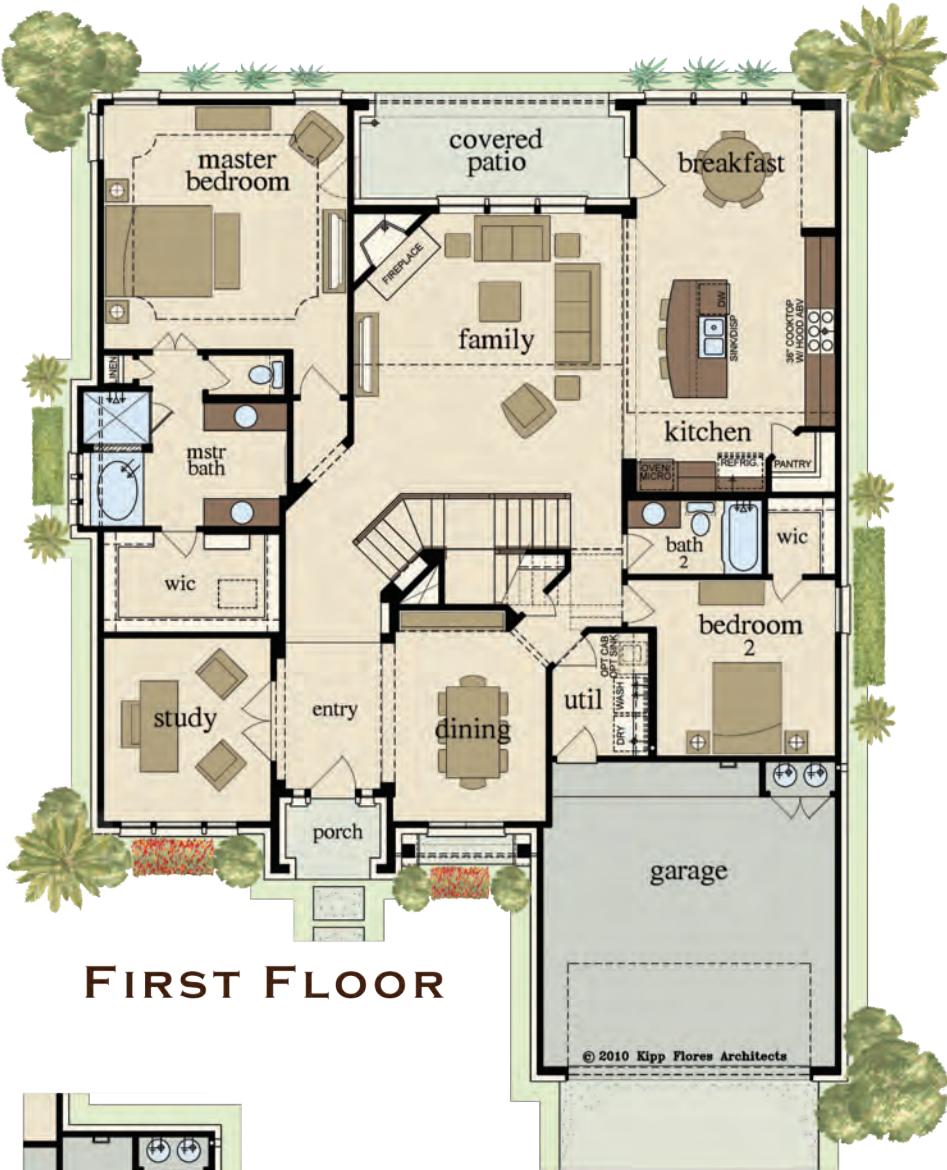 covered
patio
master
bedroom
breakfast
FIREPLACE
DW
SINK/DISP
36" COOKTOP
W/ HOOD ABV
family
LINEN
mstr
bath
kitchen
OVEN/
MICRO
REFRIG.
PANTRY
bath
2
wic
wic
bedroom
2
OPT CAB
OPT SINK
WASH
DRY
util
study
entry
dining
porch
garage
FIRST FLOOR
© 2010 Kipp Flores Architects